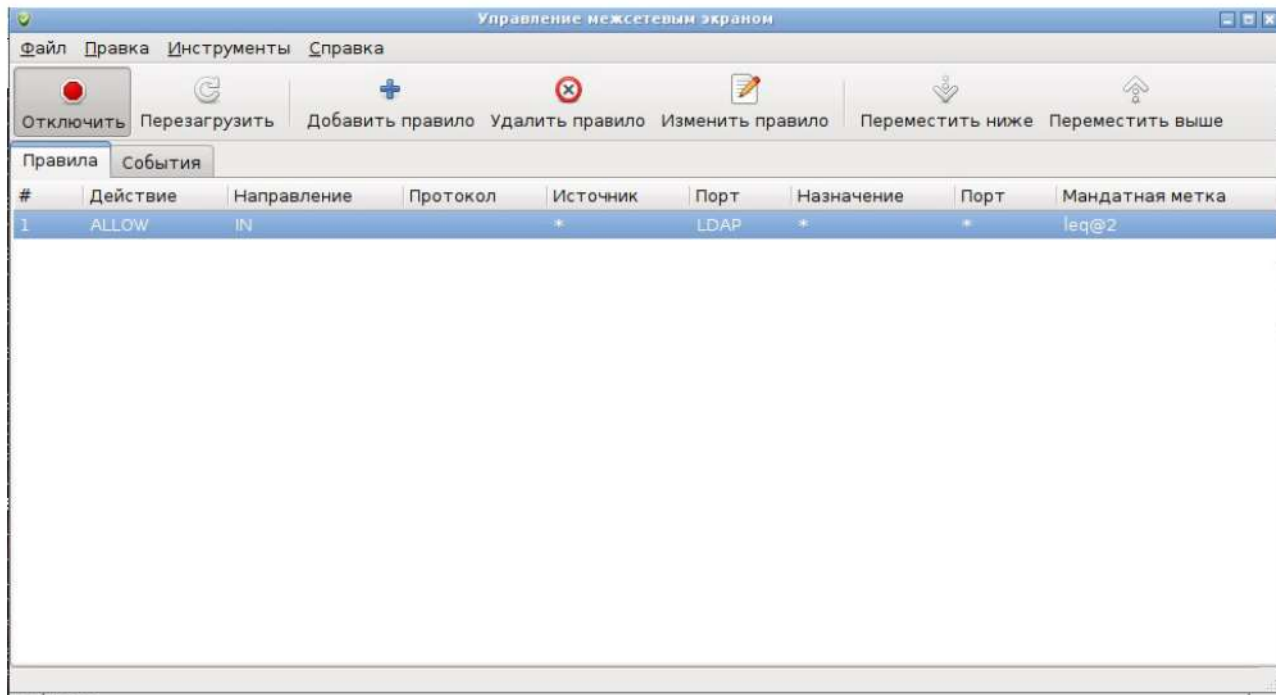 Управление межсетевым экраном
Файл Правка Инструменты Справка
Отключить Перезагрузить Добавить правило Удалить правило Изменить правило Переместить ниже Переместить выше
Правила События
# Действие Направление Протокол Источник Порт Назначение Порт Мандатная метка
1 ALLOW IN * LDAP * * leq@2